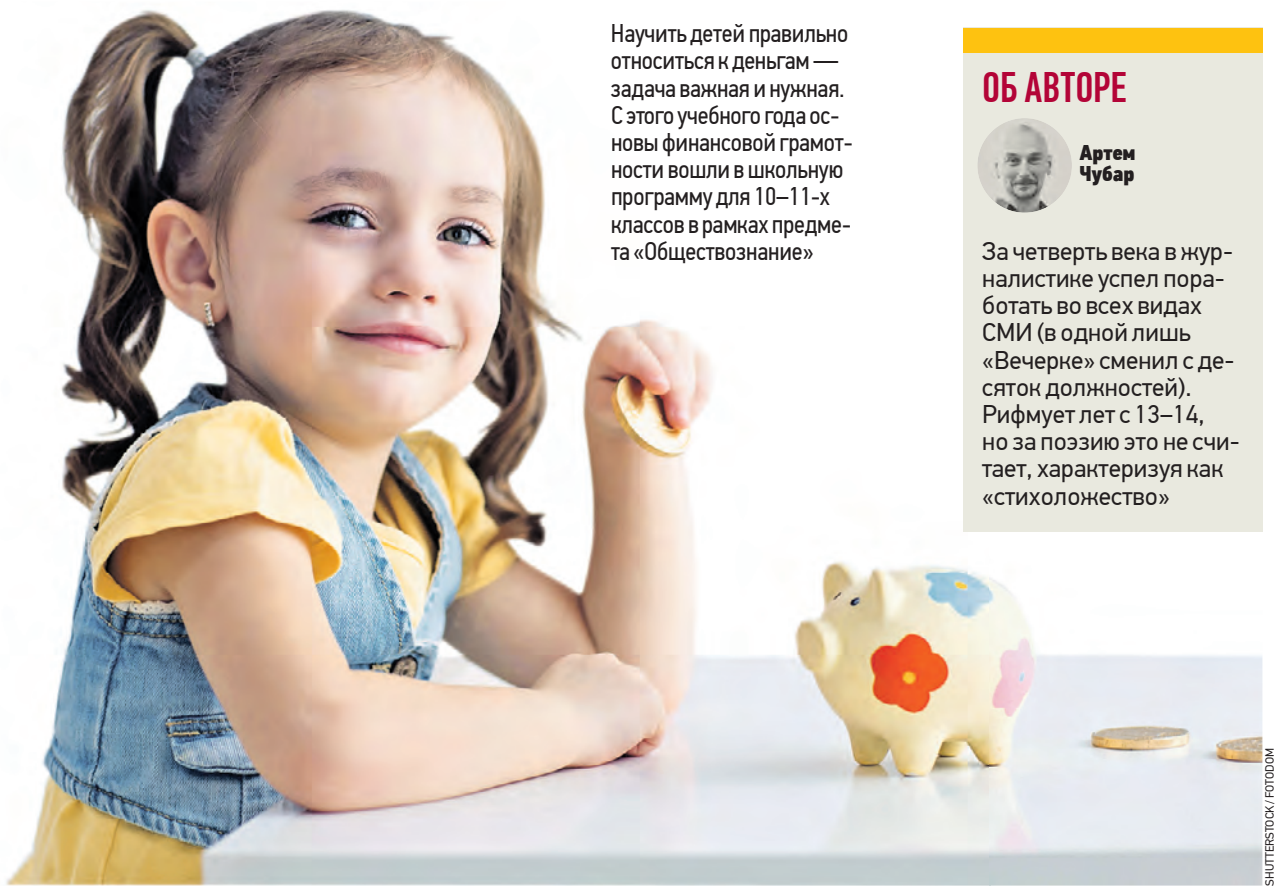 Научить детей правильно
относиться к деньгам —
задача важная и нужная.
С этого учебного года ос-
новы финансовой грамот-
ности вошли в школьную
программу для 10–11-х
классов в рамках предме-
та «Обществознание»
ОБ АВТОРЕ
Артем
Чубар
За четверть века в жур-
налистике успел пора-
ботать во всех видах
СМИ (в одной лишь
«Вечерке» сменил с де-
сяток должностей).
Рифмует лет с 13–14,
но за поэзию это не счи-
тает, характеризуя как
«стихоложество»
SHUTTERSTOCK / FOTODOM